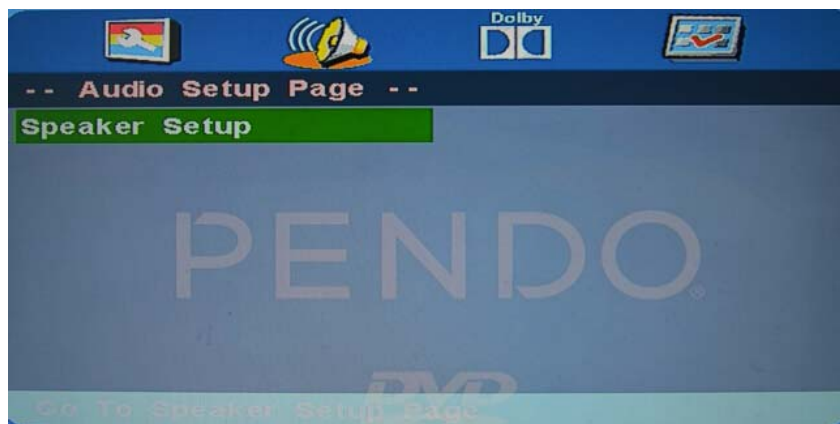 Dolby
-- Audio Setup Page --
Speaker Setup
PENDO®
DVD
Go To Speaker Setup Page